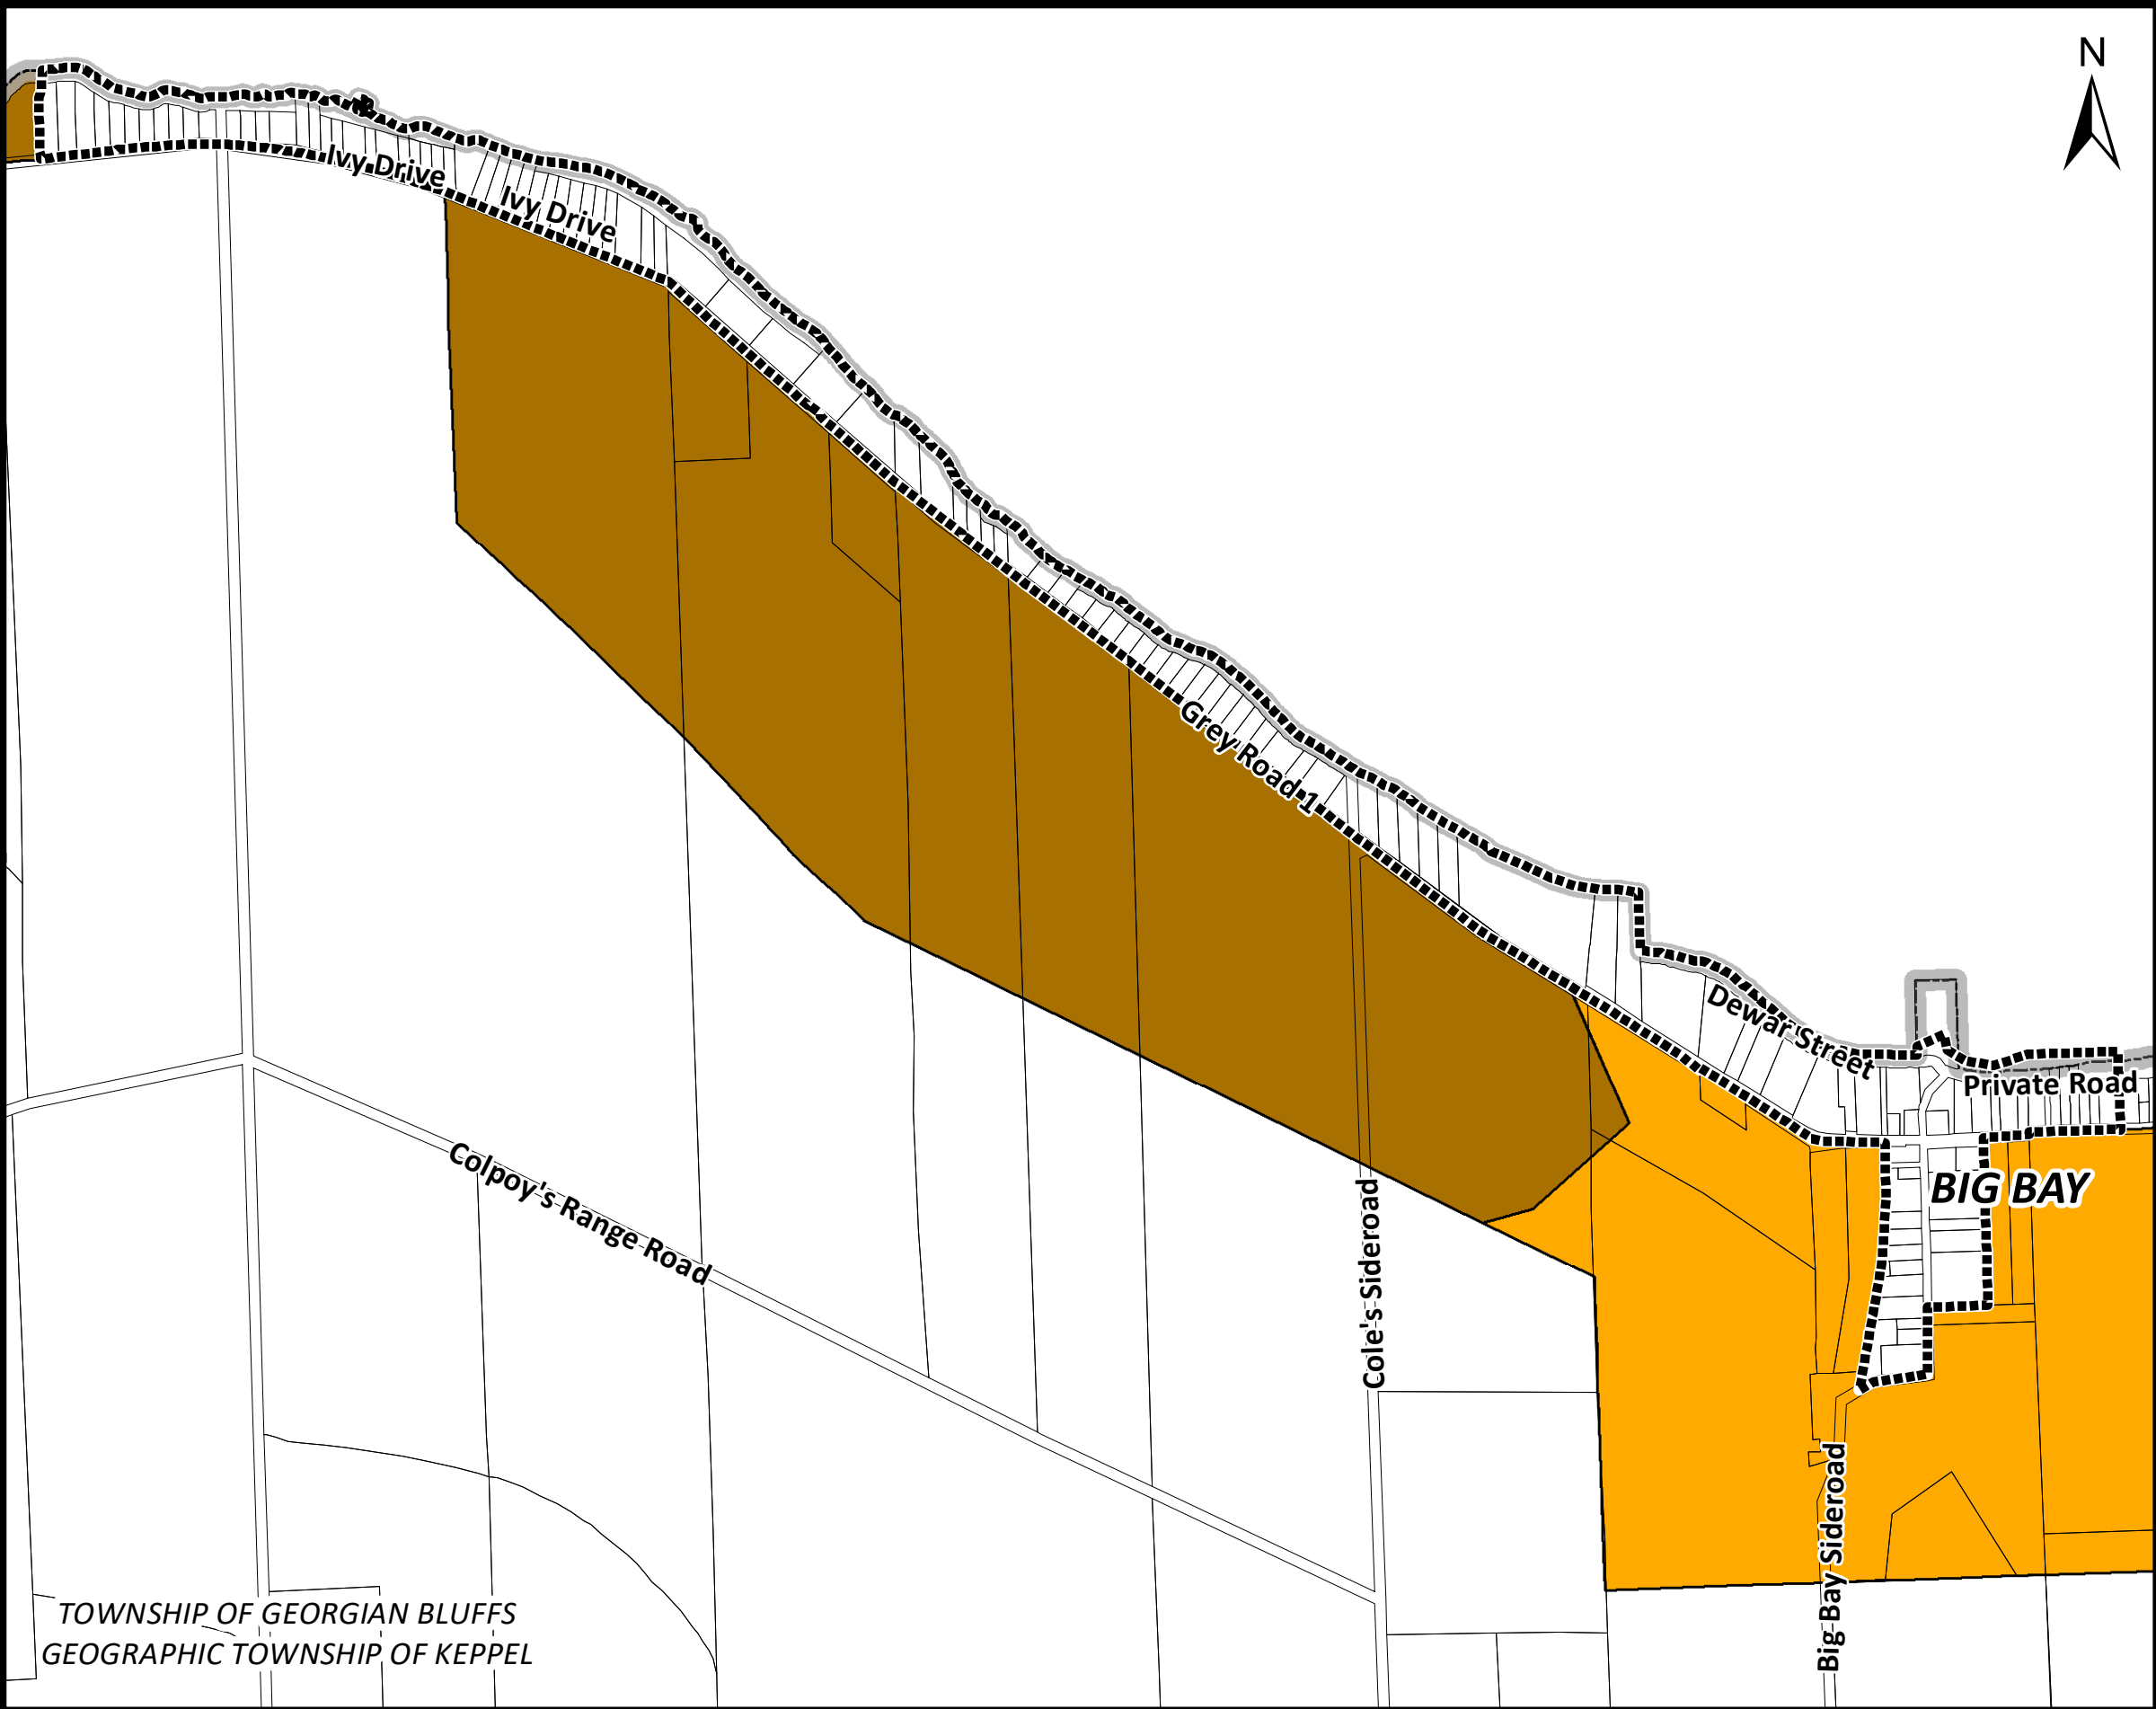 N
Ivy Drive
Ivy Drive
Grey Road 1
Dewar Street
Private Road
BIG BAY
Colpoy's Range Road
Cole's Sideroad
Big Bay Sideroad
TOWNSHIP OF GEORGIAN BLUFFS
GEOGRAPHIC TOWNSHIP OF KEPPEL